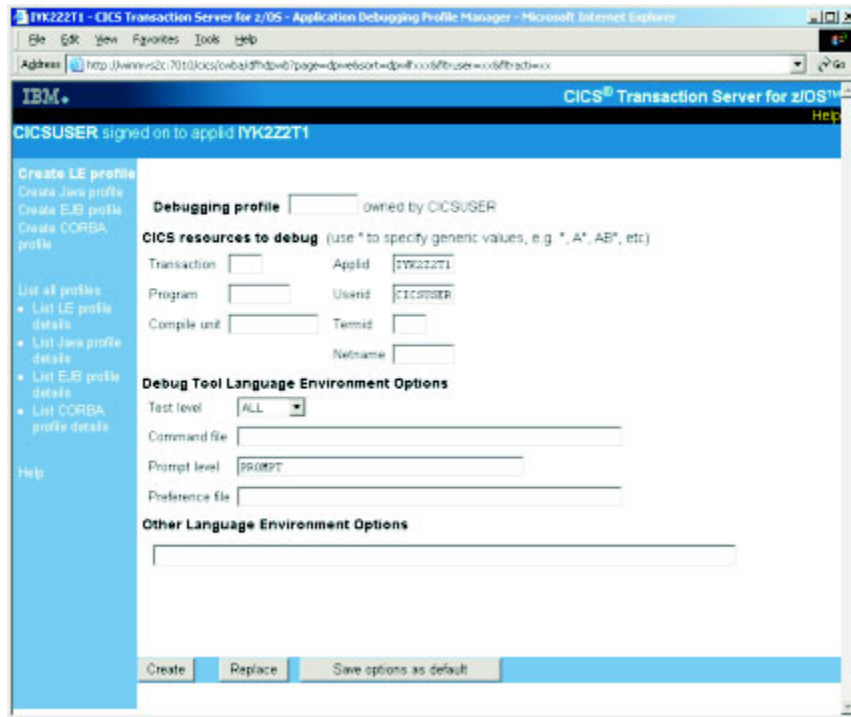 IYK2Z2T1 - CICS Transaction Server for z/OS - Application Debugging Profile Manager - Microsoft Internet Explorer
File Edit View Favorites Tools Help
Address Go
IBM.
CICS® Transaction Server for z/OS™
Help
CICSUSER signed on to applid IYK2Z2T1
Create LE profile
Create Java profile
Create EJB profile
Create CORBA
profile
List all profiles
List LE profile
details
List Java profile
details
List EJB profile
details
List CORBA
profile details
Help
Debugging profile owned by CICSUSER
CICS resources to debug (use * to specify generic values, e.g. *, A*, AB*, etc)
Transaction Applid IYK2Z2T1
Program Userid CICSUSER
Compile unit Termid
Netname
Debug Tool Language Environment Options
Test level ALL
Command file
Prompt level PROMPT
Preference file
Other Language Environment Options
Create Replace Save options as default